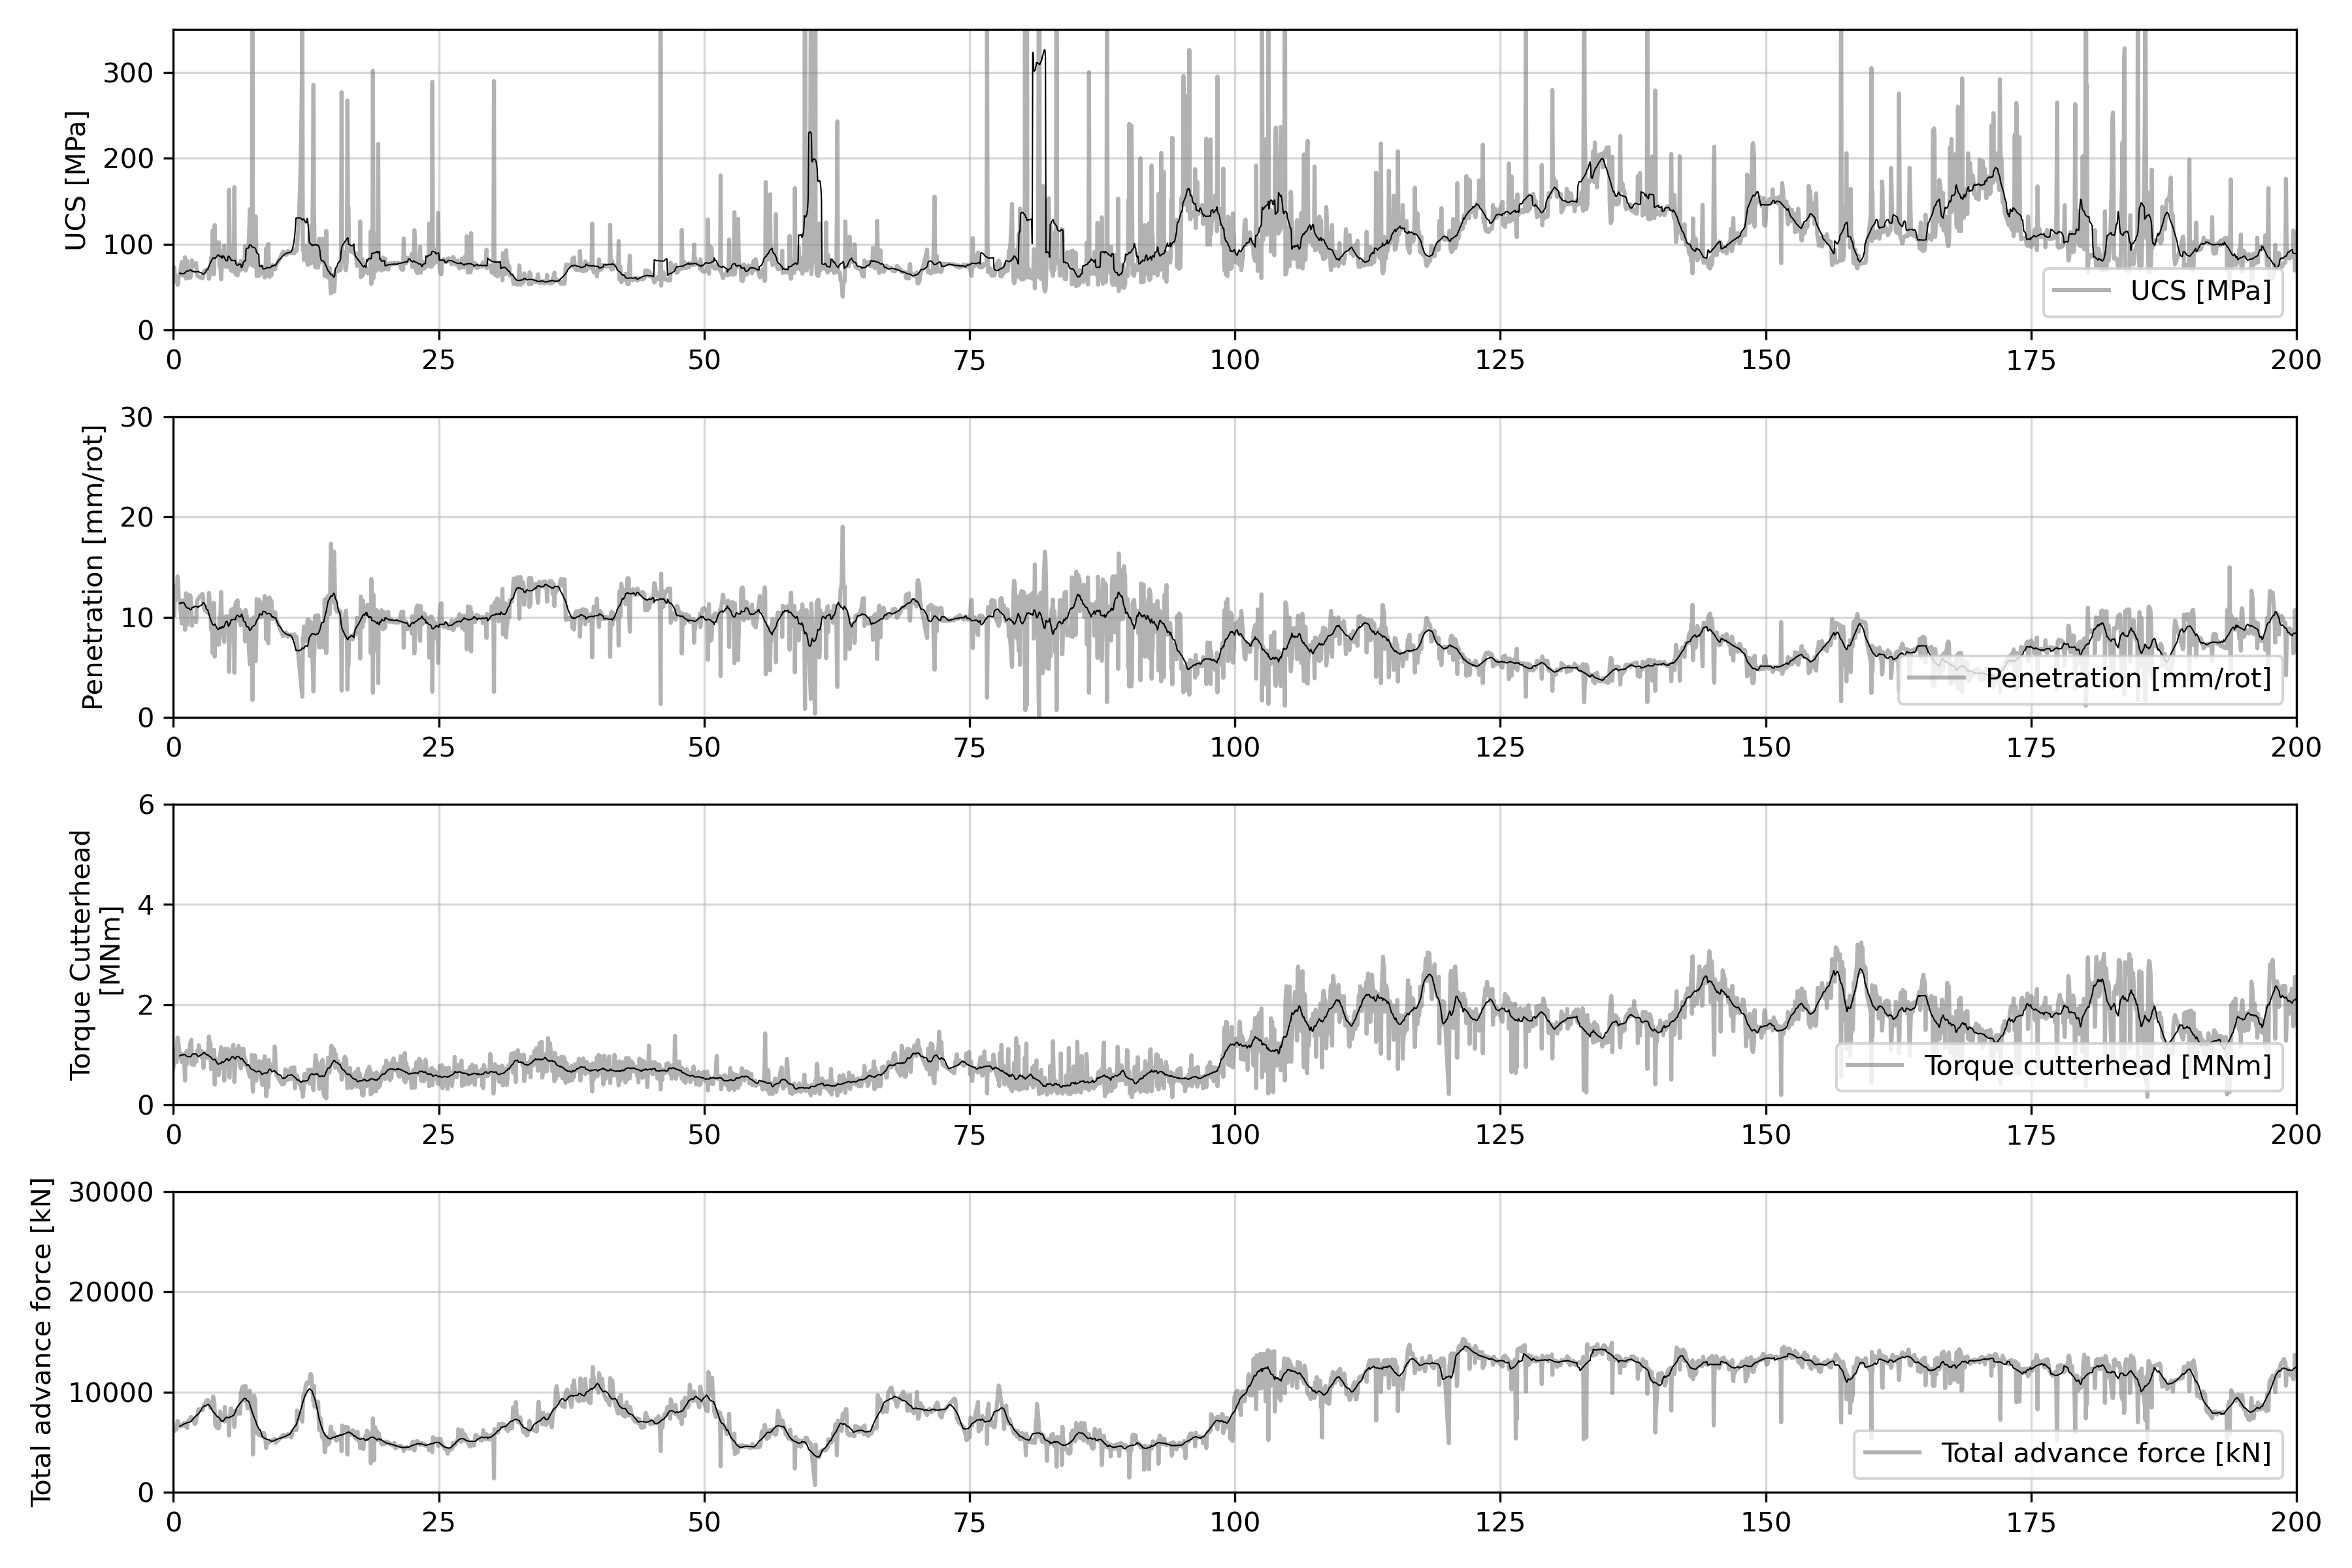 UCS [MPa]
300
200
100
0
0 25 50 75 100 125 150 175 200
UCS [MPa]
Penetration [mm/rot]
30
20
10
0
0 25 50 75 100 125 150 175 200
Penetration [mm/rot]
Torque Cutterhead
[MNm]
6
4
2
0
0 25 50 75 100 125 150 175 200
Torque cutterhead [MNm]
Total advance force [kN]
30000
20000
10000
0
0 25 50 75 100 125 150 175 200
Total advance force [kN]